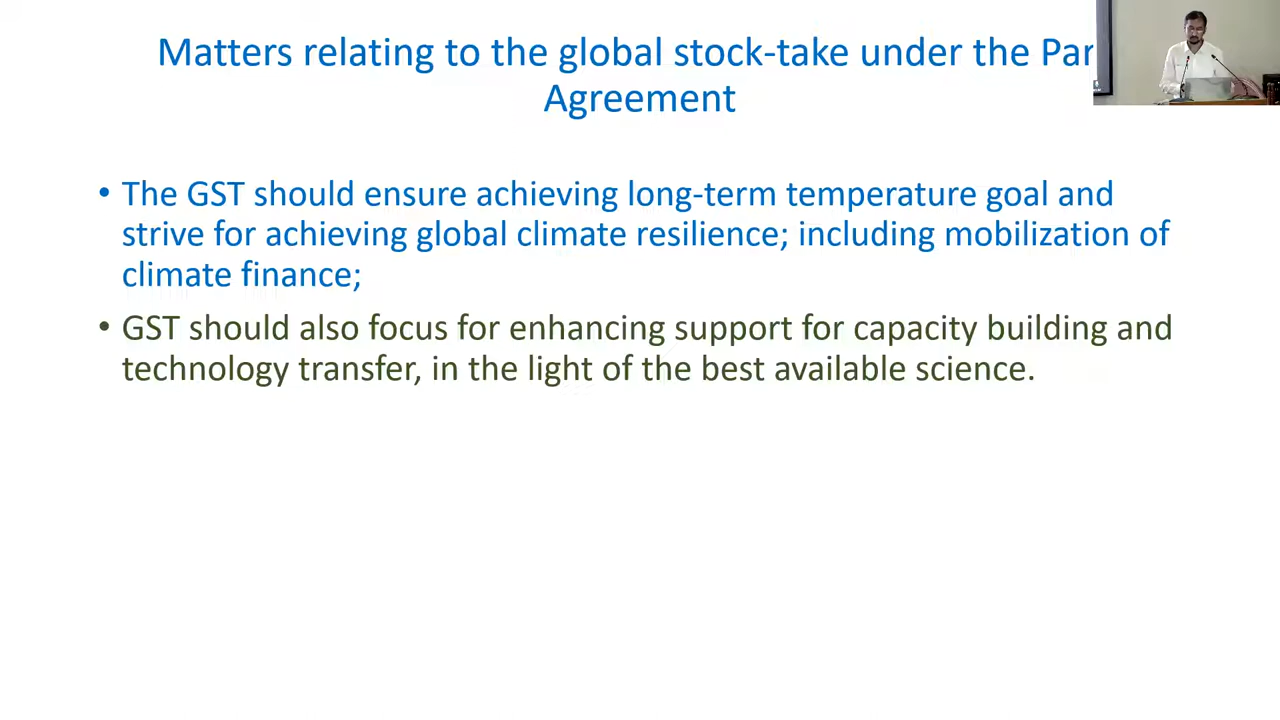 Matters relating to the global stock-take under the Par
Agreement
• The GST should ensure achieving long-term temperature goal and
strive for achieving global climate resilience; including mobilization of
climate finance;
• GST should also focus for enhancing support for capacity building and
technology transfer, in the light of the best available science.